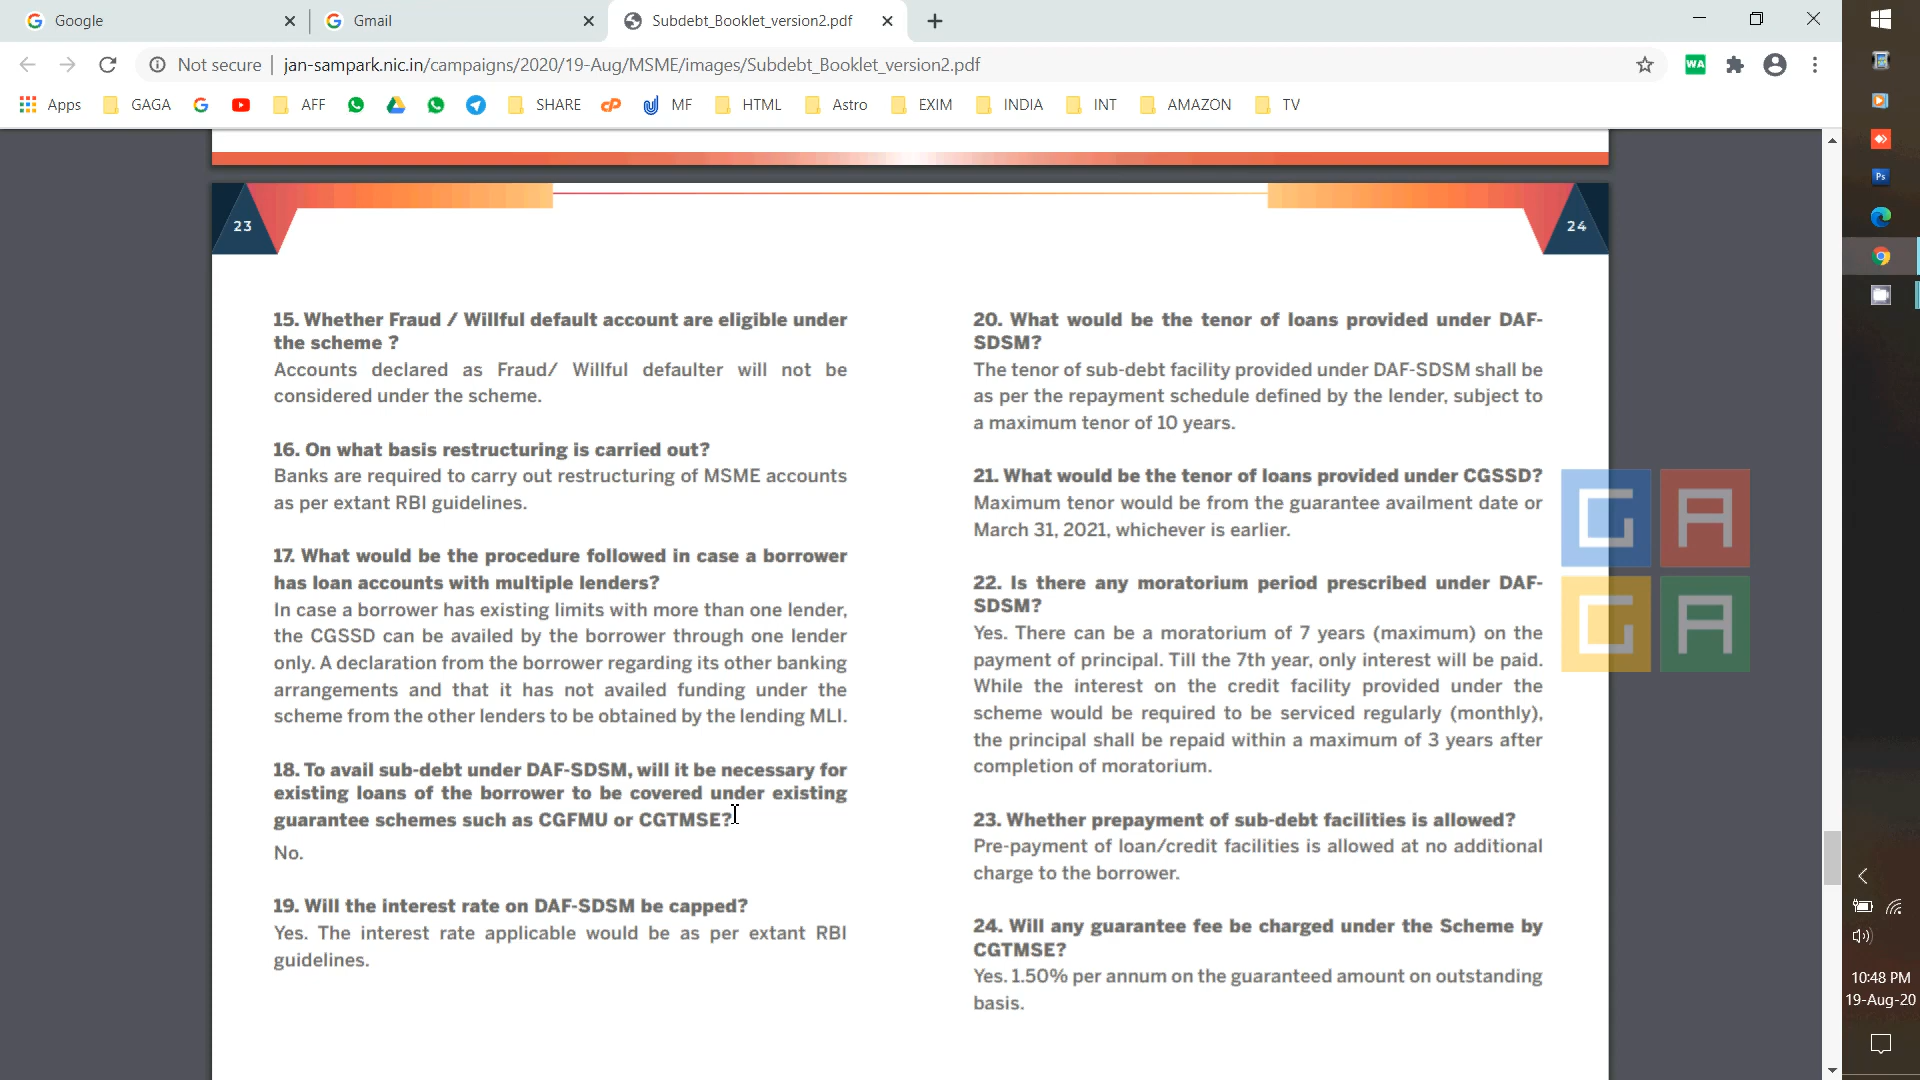 Google
Gmail
Subdebt_Booklet_version2.pdf
Not secure
jan-sampark.nic.in/campaigns/2020/19-Aug/MSME/images/Subdebt_Booklet_version2.pdf
WA
Apps
GAGA
AFF
SHARE
cP
MF
HTML
Astro
EXIM
INDIA
INT
AMAZON
TV
23
15. Whether Fraud / Willful default account are eligible under
the scheme ?
Accounts declared as Fraud/ Willful defaulter will not be
considered under the scheme.
16. On what basis restructuring is carried out?
Banks are required to carry out restructuring of MSME accounts
as per extant RBI guidelines.
17. What would be the procedure followed in case a borrower
has loan accounts with multiple lenders?
In case a borrower has existing limits with more than one lender,
the CGSSD can be availed by the borrower through one lender
only. A declaration from the borrower regarding its other banking
arrangements and that it has not availed funding under the
scheme from the other lenders to be obtained by the lending MLI.
18. To avail sub-debt under DAF-SDSM, will it be necessary for
existing loans of the borrower to be covered under existing
guarantee schemes such as CGFMU or CGTMSE?
No.
19. Will the interest rate on DAF-SDSM be capped?
Yes. The interest rate applicable would be as per extant RBI
guidelines.
24
20. What would be the tenor of loans provided under DAF-
SDSM?
The tenor of sub-debt facility provided under DAF-SDSM shall be
as per the repayment schedule defined by the lender, subject to
a maximum tenor of 10 years.
21. What would be the tenor of loans provided under CGSSD?
Maximum tenor would be from the guarantee availment date or
March 31, 2021, whichever is earlier.
22. Is there any moratorium period prescribed under DAF-
SDSM?
Yes. There can be a moratorium of 7 years (maximum) on the
payment of principal. Till the 7th year, only interest will be paid.
While the interest on the credit facility provided under the
scheme would be required to be serviced regularly (monthly),
the principal shall be repaid within a maximum of 3 years after
completion of moratorium.
23. Whether prepayment of sub-debt facilities is allowed?
Pre-payment of loan/credit facilities is allowed at no additional
charge to the borrower.
24. Will any guarantee fee be charged under the Scheme by
CGTMSE?
Yes. 1.50% per annum on the guaranteed amount on outstanding
basis.
GA
GA
Ps
10:48 PM
19-Aug-20